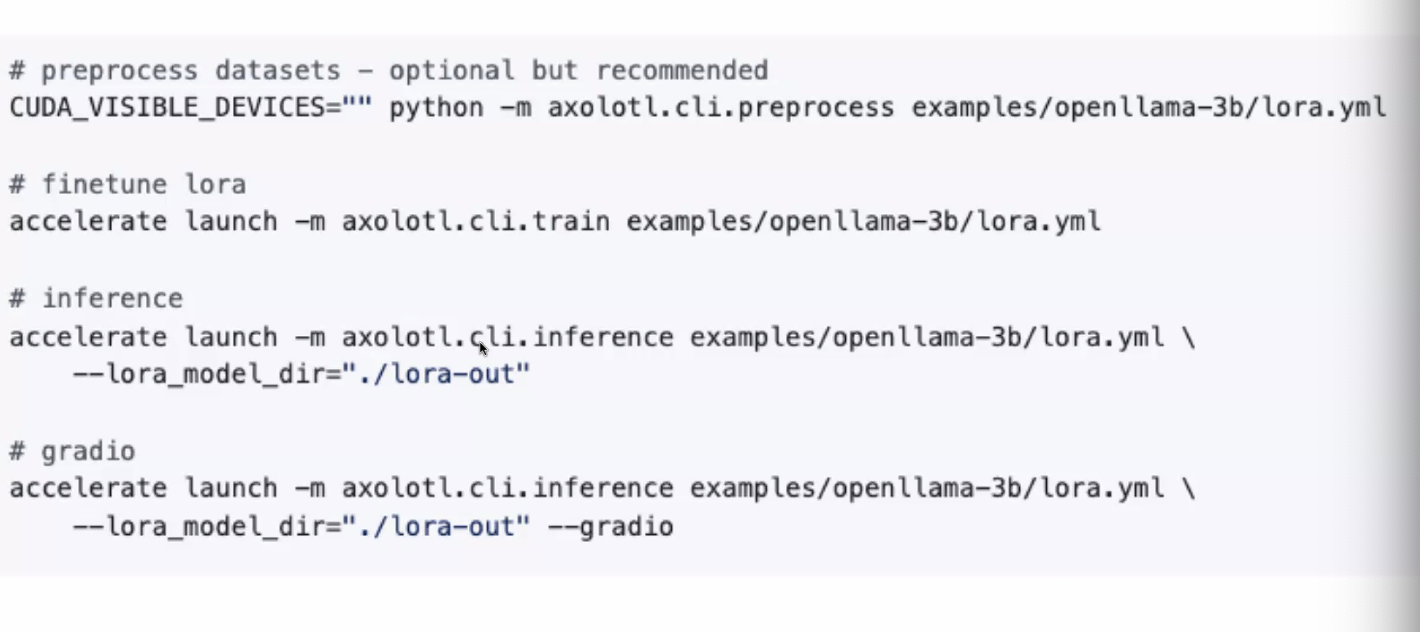 # preprocess datasets – optional but recommended
CUDA_VISIBLE_DEVICES="" python -m axolotl.cli.preprocess examples/openllama-3b/lora.yml
# finetune lora
accelerate launch -m axolotl.cli.train examples/openllama-3b/lora.yml
# inference
accelerate launch -m axolotl.cli.inference examples/openllama-3b/lora.yml \
    --lora_model_dir="./lora-out"
# gradio
accelerate launch -m axolotl.cli.inference examples/openllama-3b/lora.yml \
    --lora_model_dir="./lora-out" --gradio